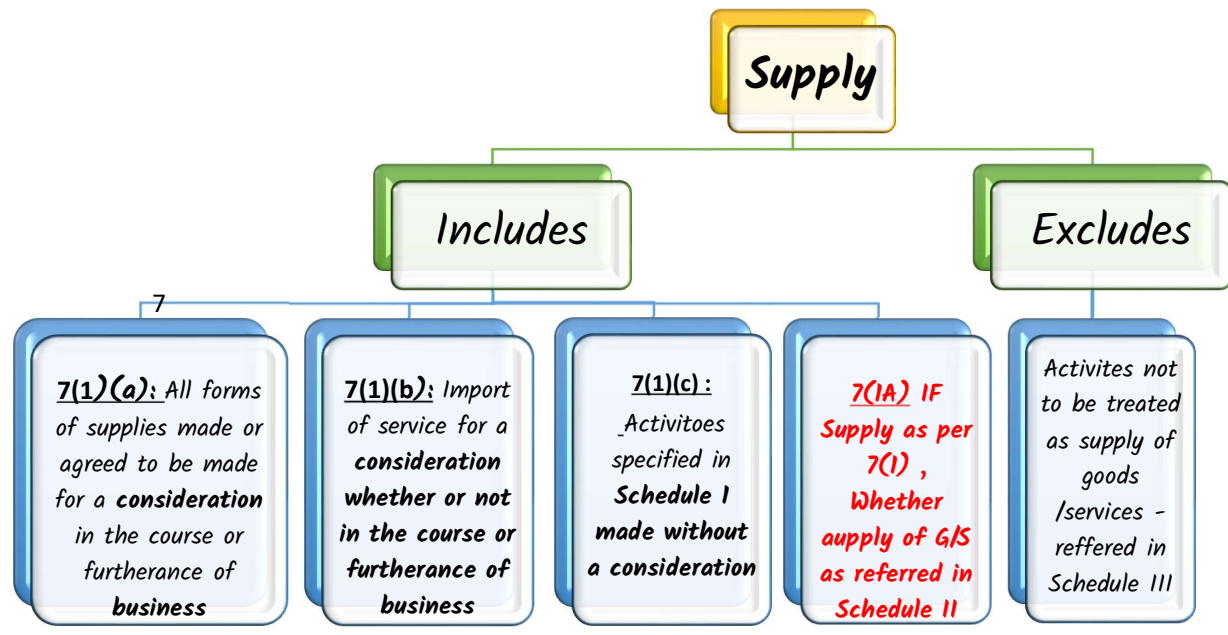 Supply
Includes
Excludes
7
7(1)(a): All forms
of supplies made or
agreed to be made
for a consideration
in the course or
furtherance of
business
7(1)(b): Import
of service for a
consideration
whether or not
in the course or
furtherance of
business
7(1)(c) :
Activitoes
specified in
Schedule I
made without
a consideration
7(1A) IF
Supply as per
7(1) ,
Whether
aupply of G/S
as referred in
Schedule II
Activites not
to be treated
as supply of
goods
/services -
reffered in
Schedule III